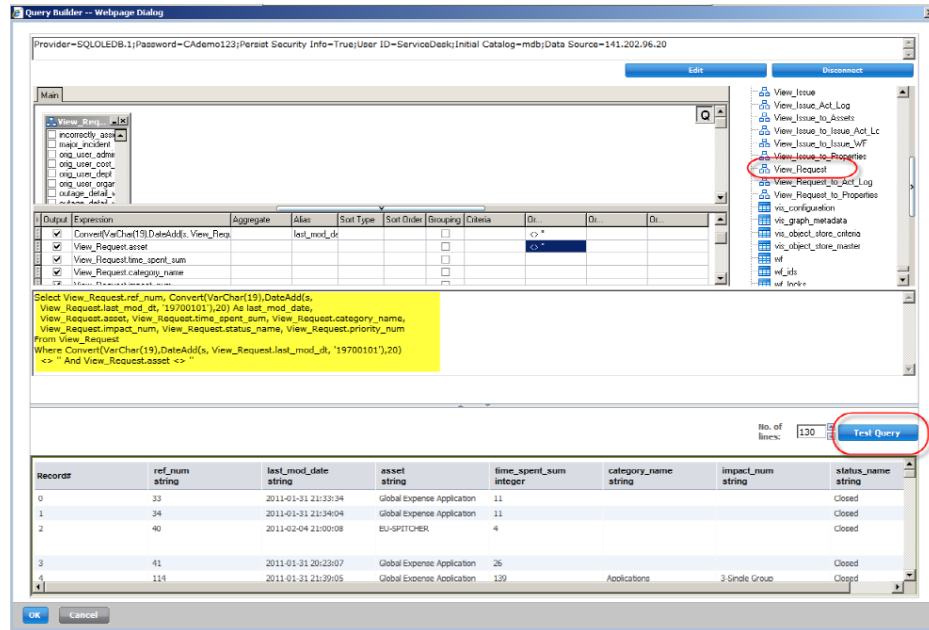 Query Builder -- Webpage Dialog
Provider=SQLOLEDB.1;Password=CAdemo123;Persist Security Info=True;User ID=ServiceDesk;Initial Catalog=mdb;Data Source=141.202.96.20
Edit Disconnect
Main
View_Req...
Q
incorrectly_assi
major_incident
orig_user_admi
orig_user_cost_
orig_user_dept
orig_user_organ
outage_detail_
View_Issue
View_Issue_Act_Log
View_Issue_to_Assets
View_Issue_to_Issue_Act_Lc
View_Issue_to_Issue_WF
View_Issue_to_Properties
View_Request
View_Request_to_Act_Log
View_Request_to_Properties
vis_configuration
vis_graph_metadata
vis_object_store_criteria
vis_object_store_master
wf
wf_ids
wf_locks
Output Expression Aggregate Alias Sort Type Sort Order Grouping Criteria Or... Or... Or...
Convert(VarChar(19),DateAdd(s, View_Requ last_mod_da <> ''
View_Request.asset <> ''
View_Request.time_spent_sum
View_Request.category_name
View_Request.impact_num
Select View_Request.ref_num, Convert(VarChar(19),DateAdd(s,
View_Request.last_mod_dt, '19700101'),20) As last_mod_date,
View_Request.asset, View_Request.time_spent_sum, View_Request.category_name,
View_Request.impact_num, View_Request.status_name, View_Request.priority_num
From View_Request
Where Convert(VarChar(19),DateAdd(s, View_Request.last_mod_dt, '19700101'),20)
<> '' And View_Request.asset <> ''
No. of lines: 130 Test Query
Record# ref_num string last_mod_date string asset string time_spent_sum integer category_name string impact_num string status_name string
0 33 2011-01-31 21:33:34 Global Expense Application 11 Closed
1 34 2011-01-31 21:34:04 Global Expense Application 11 Closed
2 40 2011-02-04 21:00:08 EU-SPITCHER 4 Closed
3 41 2011-01-31 20:23:07 Global Expense Application 26 Closed
4 114 2011-01-31 21:39:05 Global Expense Application 139 Applications 3-Single Group Closed
OK Cancel